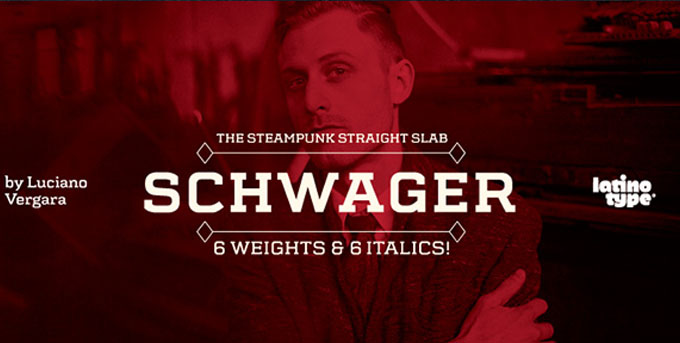 THE STEAMPUNK STRAIGHT SLAB
by Luciano
Vergara
SCHWAGER
latino
type
6 WEIGHTS & 6 ITALICS!